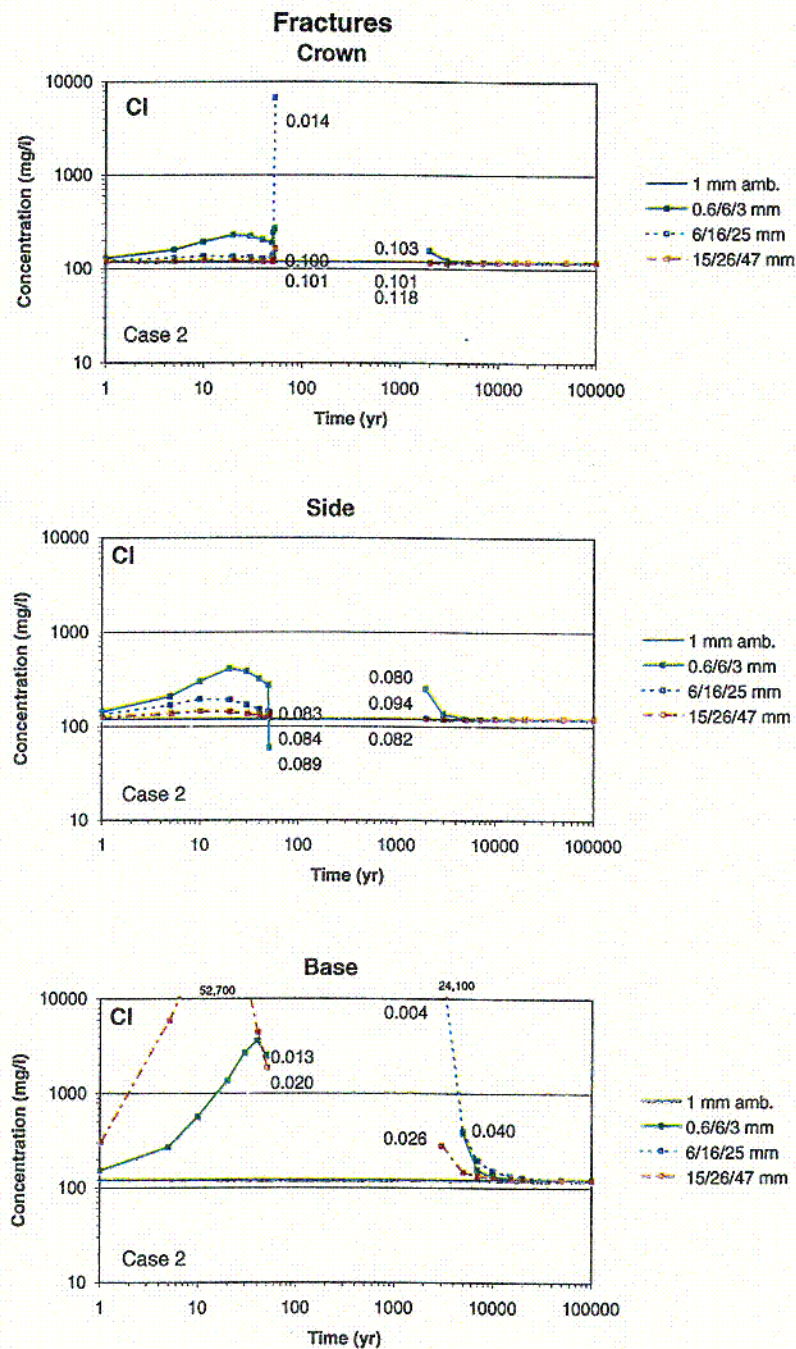 Fractures
Crown
Concentration (mg/l)
10000
1000
100
10
Cl
0.014
0.100
0.101
0.103
0.101
0.118
Case 2
1 10 100 1000 10000 100000
Time (yr)
1 mm amb.
0.6/6/3 mm
6/16/25 mm
15/26/47 mm
Side
Concentration (mg/l)
10000
1000
100
10
Cl
0.083
0.084
0.089
0.080
0.094
0.082
Case 2
1 10 100 1000 10000 100000
Time (yr)
1 mm amb.
0.6/6/3 mm
6/16/25 mm
15/26/47 mm
Base
Concentration (mg/l)
10000
1000
100
10
52,700
24,100
Cl
0.004
0.013
0.020
0.026
0.040
Case 2
1 10 100 1000 10000 100000
Time (yr)
1 mm amb.
0.6/6/3 mm
6/16/25 mm
15/26/47 mm